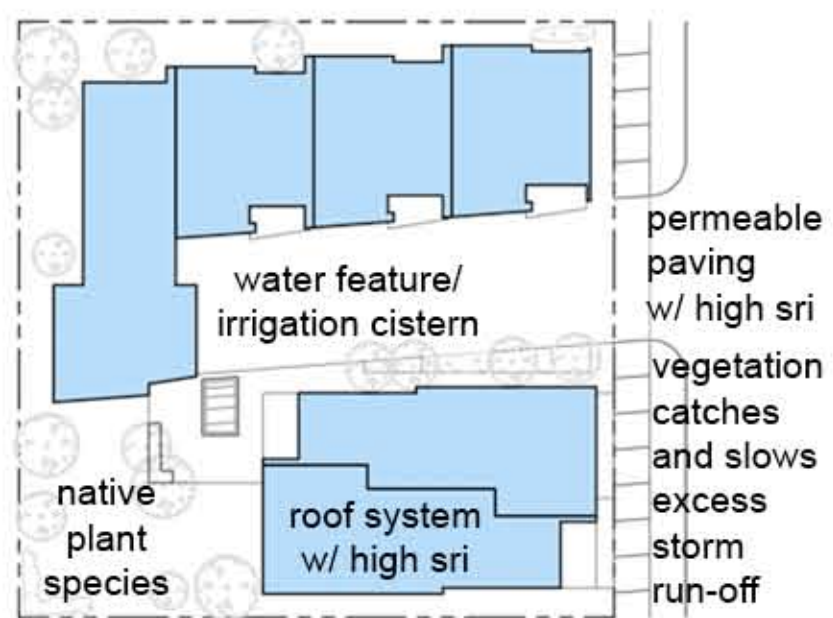 water feature/
irrigation cistern
permeable
paving
w/ high sri
vegetation
catches
and slows
excess
storm
run-off
native
plant
species
roof system
w/ high sri